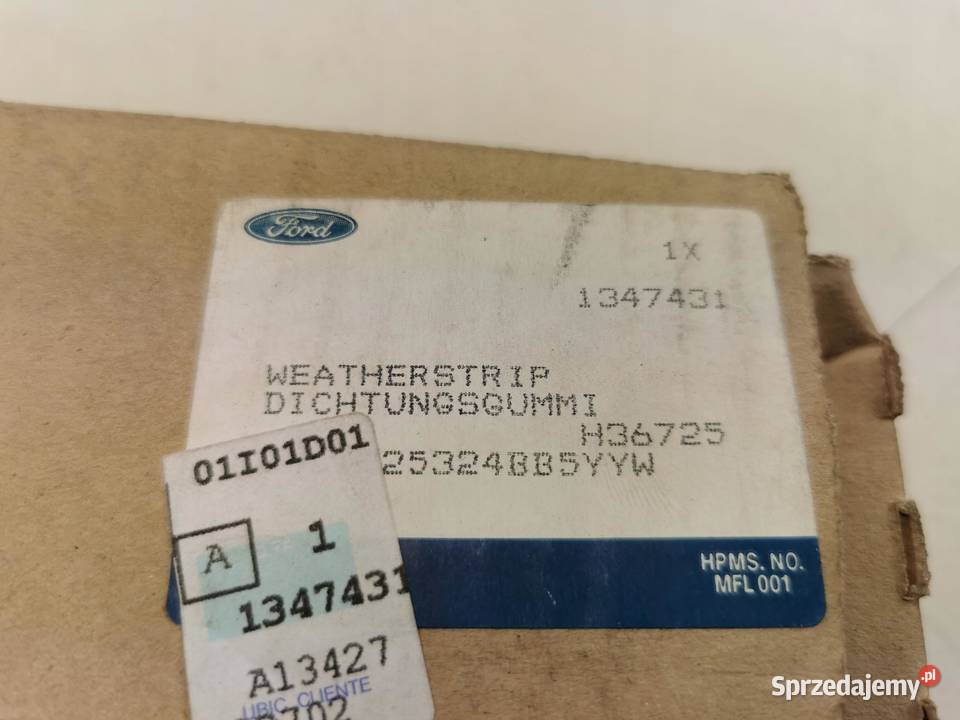 Ford
1X
1347431
WEATHERSTRIP
DICHTUNGSGUMMI
H36725
25324BB5YYW
HPMS. NO.
MFL 001
01I01D01
A 1
1347431
A13427
UBIC. CLIENTE
Sprzedajemy.pl